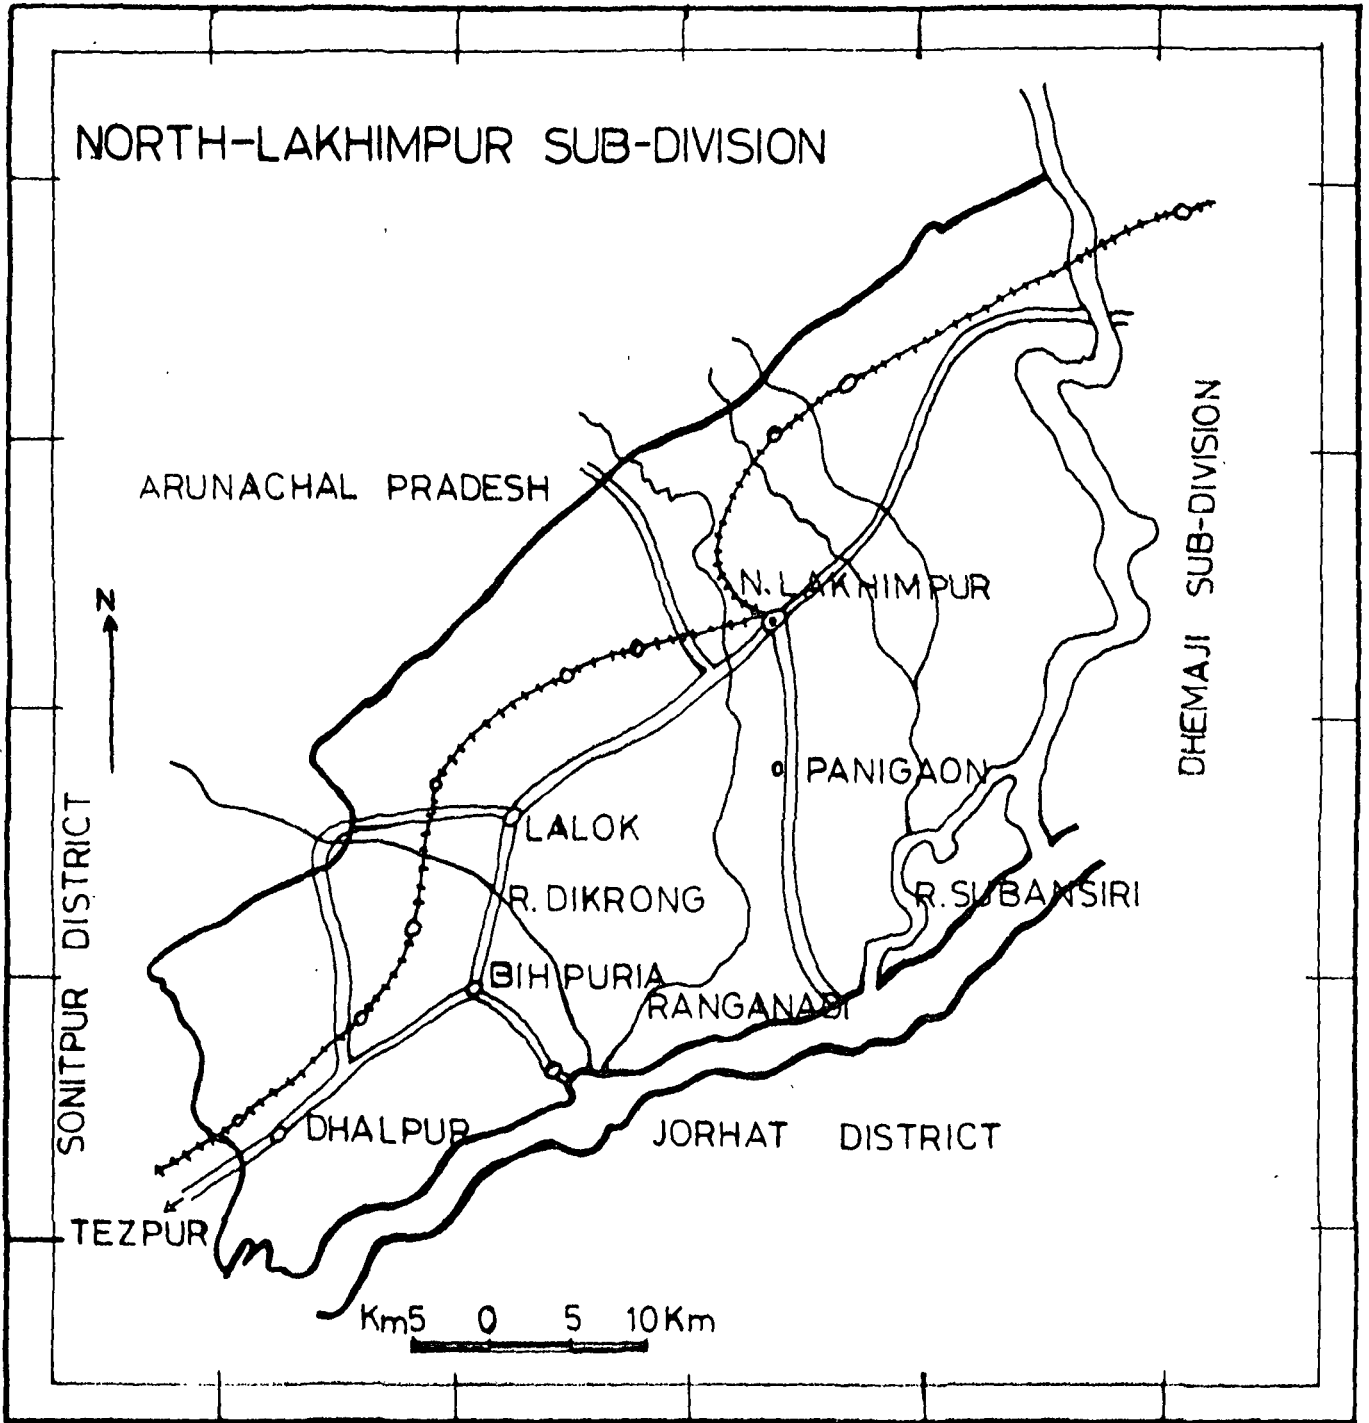 NORTH-LAKHIMPUR SUB-DIVISION
ARUNACHAL PRADESH
DHEMAJI SUB-DIVISION
N
N. LAKHIMPUR
PANIGAON
LALOK
R. DIKRONG
R. SUBANSIRI
BIHPURIA
RANGANADI
SONITPUR DISTRICT
DHALPUR
JORHAT DISTRICT
TEZPUR
Km5 0 5 10Km